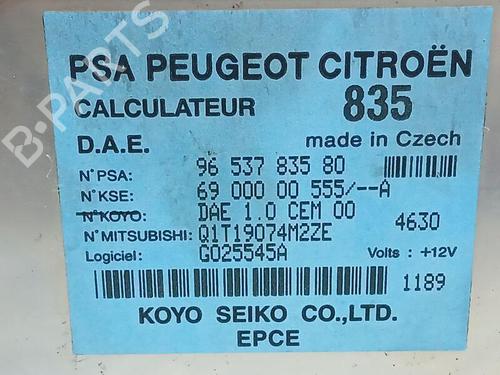 PSA PEUGEOT CITROËN
CALCULATEUR 835
D.A.E. made in Czech
N°PSA: 96 537 835 80
N°KSE: 69 000 00 555/--A
N°KOYO: DAE 1.0 CEM 00
4630
N°MITSUBISHI: Q1T19074M2ZE
Logiciel: G025545A Volts : +12V
1189
KOYO SEIKO CO.,LTD.
EPCE
B-PARTS